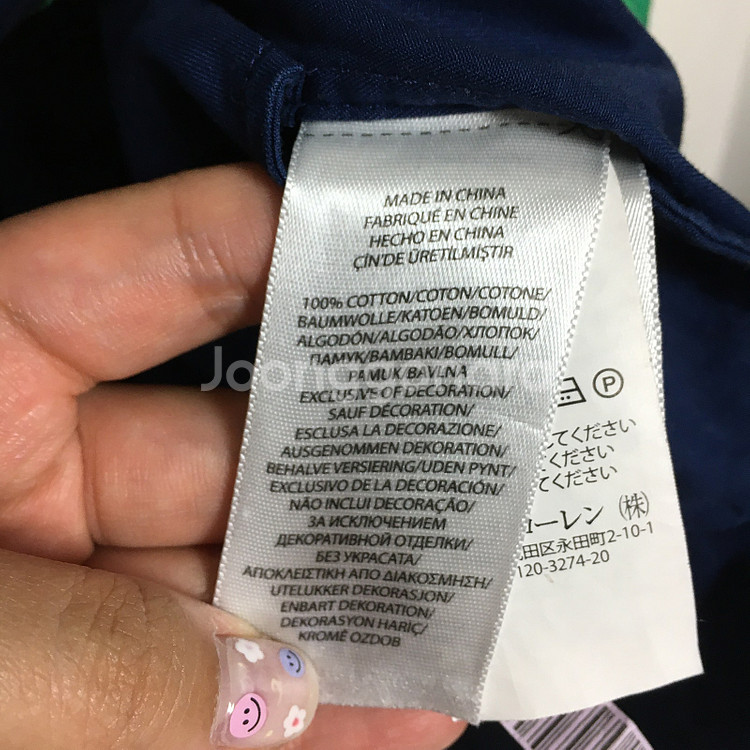 MADE IN CHINA
FABRIQUÉ EN CHINE
HECHO EN CHINA
ÇİN'DE ÜRETİLMİŞTİR
100% COTTON/COTON/COTONE/
BAUMWOLLE/KATOEN/BOMULD/
ALGODÓN/ALGODÃO/ХЛОПОК/
ПАМУК/ΒΑΜΒΑΚΙ/BOMULL/
PAMUK/BAVLNA
EXCLUSIVE OF DECORATION/
SAUF DÉCORATION/
ESCLUSA LA DECORAZIONE/
AUSGENOMMEN DEKORATION/
BEHALVE VERSIERING/UDEN PYNT/
EXCLUSIVO DE LA DECORACIÓN/
NÃO INCLUI DECORAÇÃO/
ЗА ИСКЛЮЧЕНИЕМ
ДЕКОРАТИВНОЙ ОТДЕЛКИ/
БЕЗ УКРАСАТА/
ΑΠΟΚΛΕΙΣΤΙΚΗ ΑΠΟ ΔΙΑΚΟΣΜΗΣΗ/
UTELUKKER DEKORASJON/
ENBART DEKORATION/
DEKORASYON HARİÇ/
KROMĚ OZDOB
P
てください
ください
てください
ーレン (株)
田区永田町2-10-1
120-3274-20